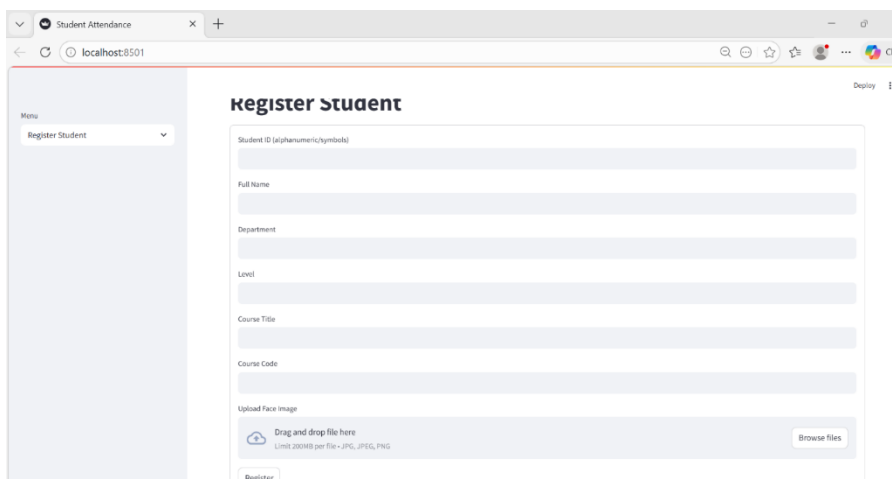 Student Attendance
localhost:8501
Deploy
Menu
Register Student
Register Student
Student ID (alphanumeric/symbols)
Full Name
Department
Level
Course Title
Course Code
Upload Face Image
Drag and drop file here
Limit 200MB per file • JPG, JPEG, PNG
Browse files
Register